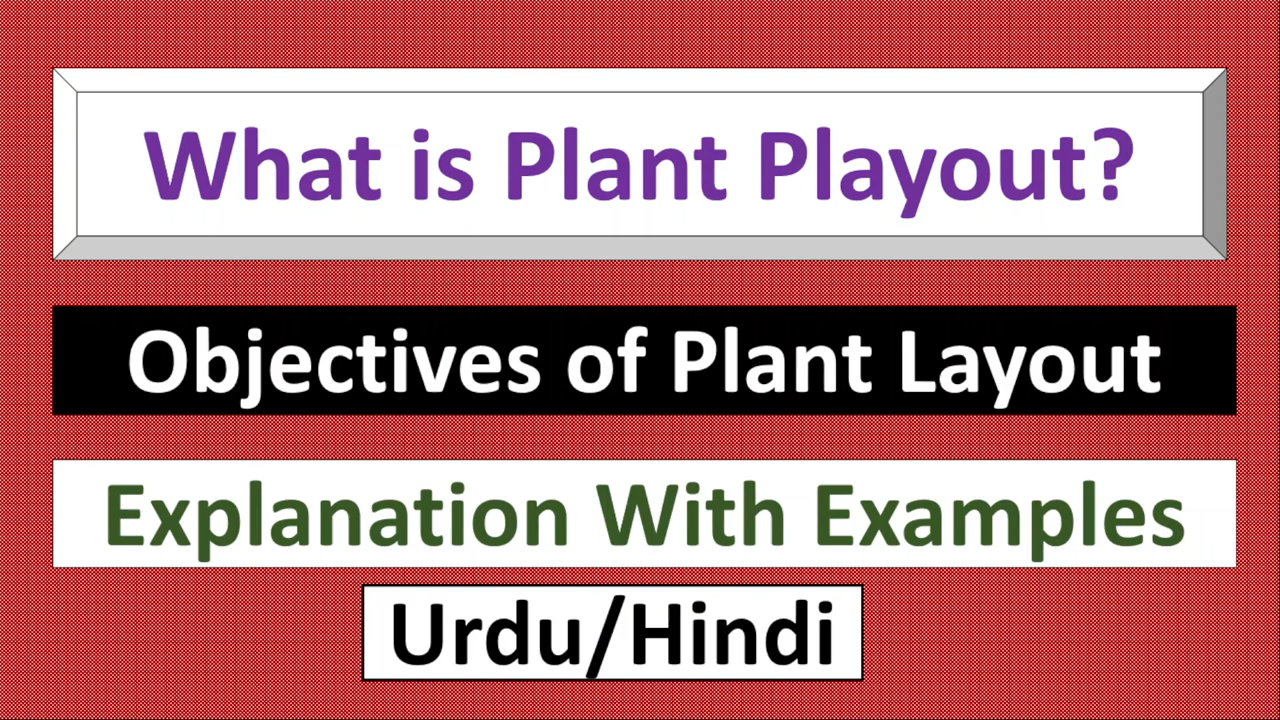 What is Plant Playout?
Objectives of Plant Layout
Explanation With Examples
Urdu/Hindi